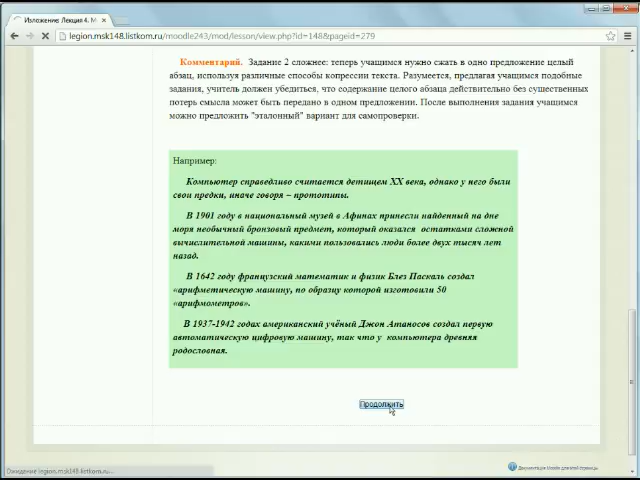 Изложение: Лекция 4. М
legion.msk148.listkom.ru/moodle243/mod/lesson/view.php?id=148&pageid=279
Комментарий. Задание 2 сложнее: теперь учащимся нужно сжать в одно предложение целый
абзац, используя различные способы копрессии текста. Разумеется, предлагая учащимся подобные
задания, учитель должен убедиться, что содержание целого абзаца действительно без существенных
потерь смысла может быть передано в одном предложении. После выполнения задания учащимся
можно предложить "эталонный" вариант для самопроверки.
Например:
Компьютер справедливо считается детищем XX века, однако у него были
свои предки, иначе говоря – прототипы.
В 1901 году в национальный музей в Афинах принесли найденный на дне
моря необычный бронзовый предмет, который оказался остатками сложной
вычислительной машины, какими пользовались люди более двух тысяч лет
назад.
В 1642 году французский математик и физик Блез Паскаль создал
«арифметическую машину, по образцу которой изготовили 50
«арифмометров».
В 1937-1942 годах американский учёный Джон Атаносов создал первую
автоматическую цифровую машину, так что у компьютера древняя
родословная.
Продолжить
Ожидание legion.msk148.listkom.ru...
Документация Moodle для этой страницы